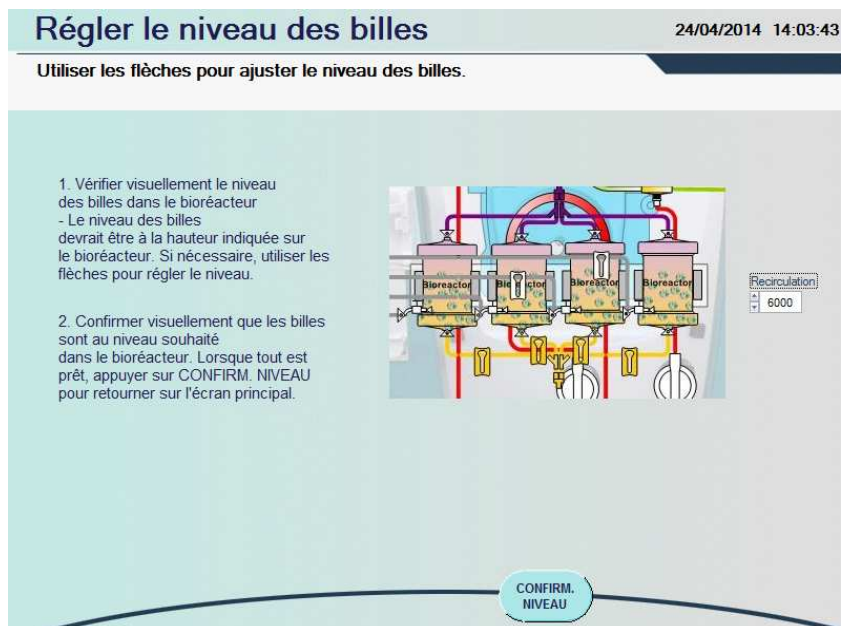 Régler le niveau des billes
24/04/2014 14:03:43
Utiliser les flèches pour ajuster le niveau des billes.
1. Vérifier visuellement le niveau
des billes dans le bioréacteur
- Le niveau des billes
devrait être à la hauteur indiquée sur
le bioréacteur. Si nécessaire, utiliser les
flèches pour régler le niveau.
2. Confirmer visuellement que les billes
sont au niveau souhaité
dans le bioréacteur. Lorsque tout est
prêt, appuyer sur CONFIRM. NIVEAU
pour retourner sur l'écran principal.
Bioreactor Bioreactor Bioreactor Bioreactor
Recirculation
6000
CONFIRM.
NIVEAU